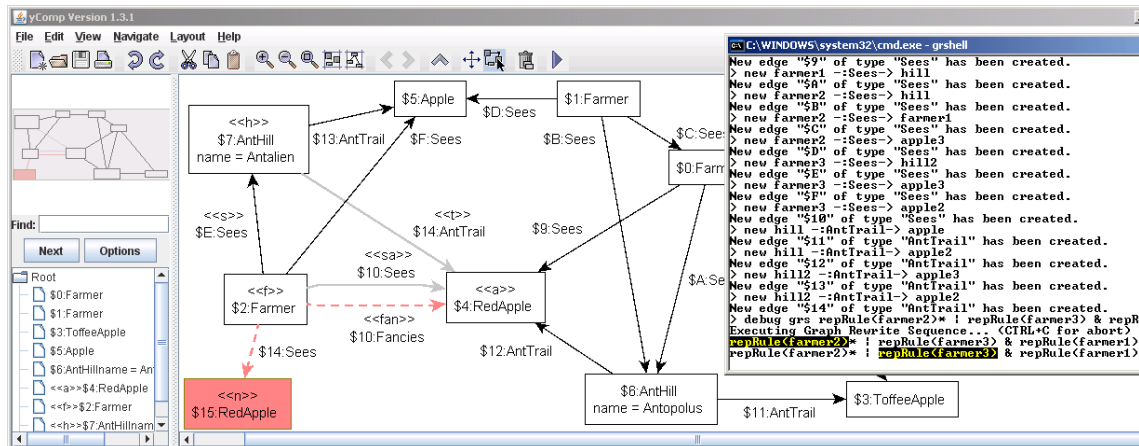 yComp Version 1.3.1
File Edit View Navigate Layout Help
Find:
Next Options
Root
$0:Farmer
$1:Farmer
$3:ToffeeApple
$5:Apple
$6:AntHillname = An
<<a>>$4:RedApple
<<f>>$2:Farmer
<<h>>$7:AntHillnam
<<h>>
$7:AntHill
name = Antalien
$13:AntTrail
$5:Apple
$D:Sees
$F:Sees
$1:Farmer
$B:Sees
$C:Sees
$0:Farm
<<s>>
$E:Sees
<<t>>
$14:AntTrail
$9:Sees
$A:Sees
<<sa>>
$10:Sees
<<f>>
$2:Farmer
<<a>>
$4:RedApple
<<fan>>
$10:Fancies
$14:Sees
$12:AntTrail
<<n>>
$15:RedApple
$6:AntHill
name = Antopolus
$11:AntTrail
$3:ToffeeApple
C:\WINDOWS\system32\cmd.exe - grshell
New edge "$9" of type "Sees" has been created.
> new farmer1 -:Sees-> hill
New edge "$A" of type "Sees" has been created.
> new farmer2 -:Sees-> hill
New edge "$B" of type "Sees" has been created.
> new farmer2 -:Sees-> farmer1
New edge "$C" of type "Sees" has been created.
> new farmer2 -:Sees-> apple3
New edge "$D" of type "Sees" has been created.
> new farmer3 -:Sees-> hill2
New edge "$E" of type "Sees" has been created.
> new farmer3 -:Sees-> apple3
New edge "$F" of type "Sees" has been created.
> new farmer3 -:Sees-> apple2
New edge "$10" of type "Sees" has been created.
> new hill -:AntTrail-> apple
New edge "$11" of type "AntTrail" has been created.
> new hill -:AntTrail-> apple2
New edge "$12" of type "AntTrail" has been created.
> new hill2 -:AntTrail-> apple3
New edge "$13" of type "AntTrail" has been created.
> new hill2 -:AntTrail-> apple2
New edge "$14" of type "AntTrail" has been created.
> debug grs repRule(farmer2)* | repRule(farmer3) & repR
Executing Graph Rewrite Sequence... (CTRL+C for abort)
repRule(farmer2)* | repRule(farmer3) & repRule(farmer1)
repRule(farmer2)* | repRule(farmer3) & repRule(farmer1)